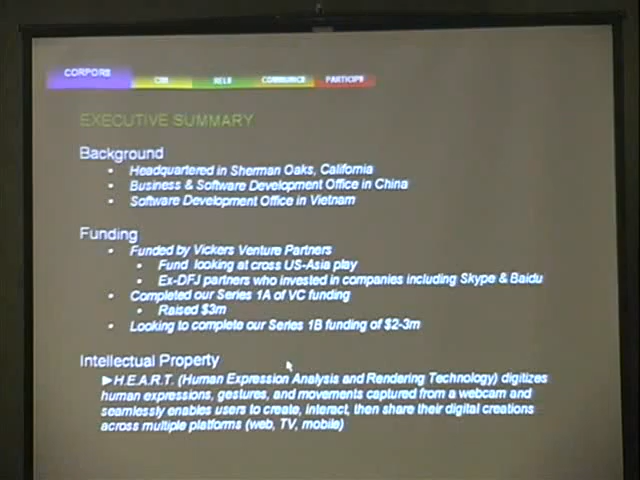 CORPOR8
CRE8
REL8
COMMUNIC8
PARTICIP8
EXECUTIVE SUMMARY
Background
• Headquartered in Sherman Oaks, California
• Business & Software Development Office in China
• Software Development Office in Vietnam
Funding
• Funded by Vickers Venture Partners
• Fund looking at cross US-Asia play
• Ex-DFJ partners who invested in companies including Skype & Baidu
• Completed our Series 1A of VC funding
• Raised $3m
• Looking to complete our Series 1B funding of $2-3m
Intellectual Property
►H.E.A.R.T. (Human Expression Analysis and Rendering Technology) digitizes
human expressions, gestures, and movements captured from a webcam and
seamlessly enables users to create, interact, then share their digital creations
across multiple platforms (web, TV, mobile)